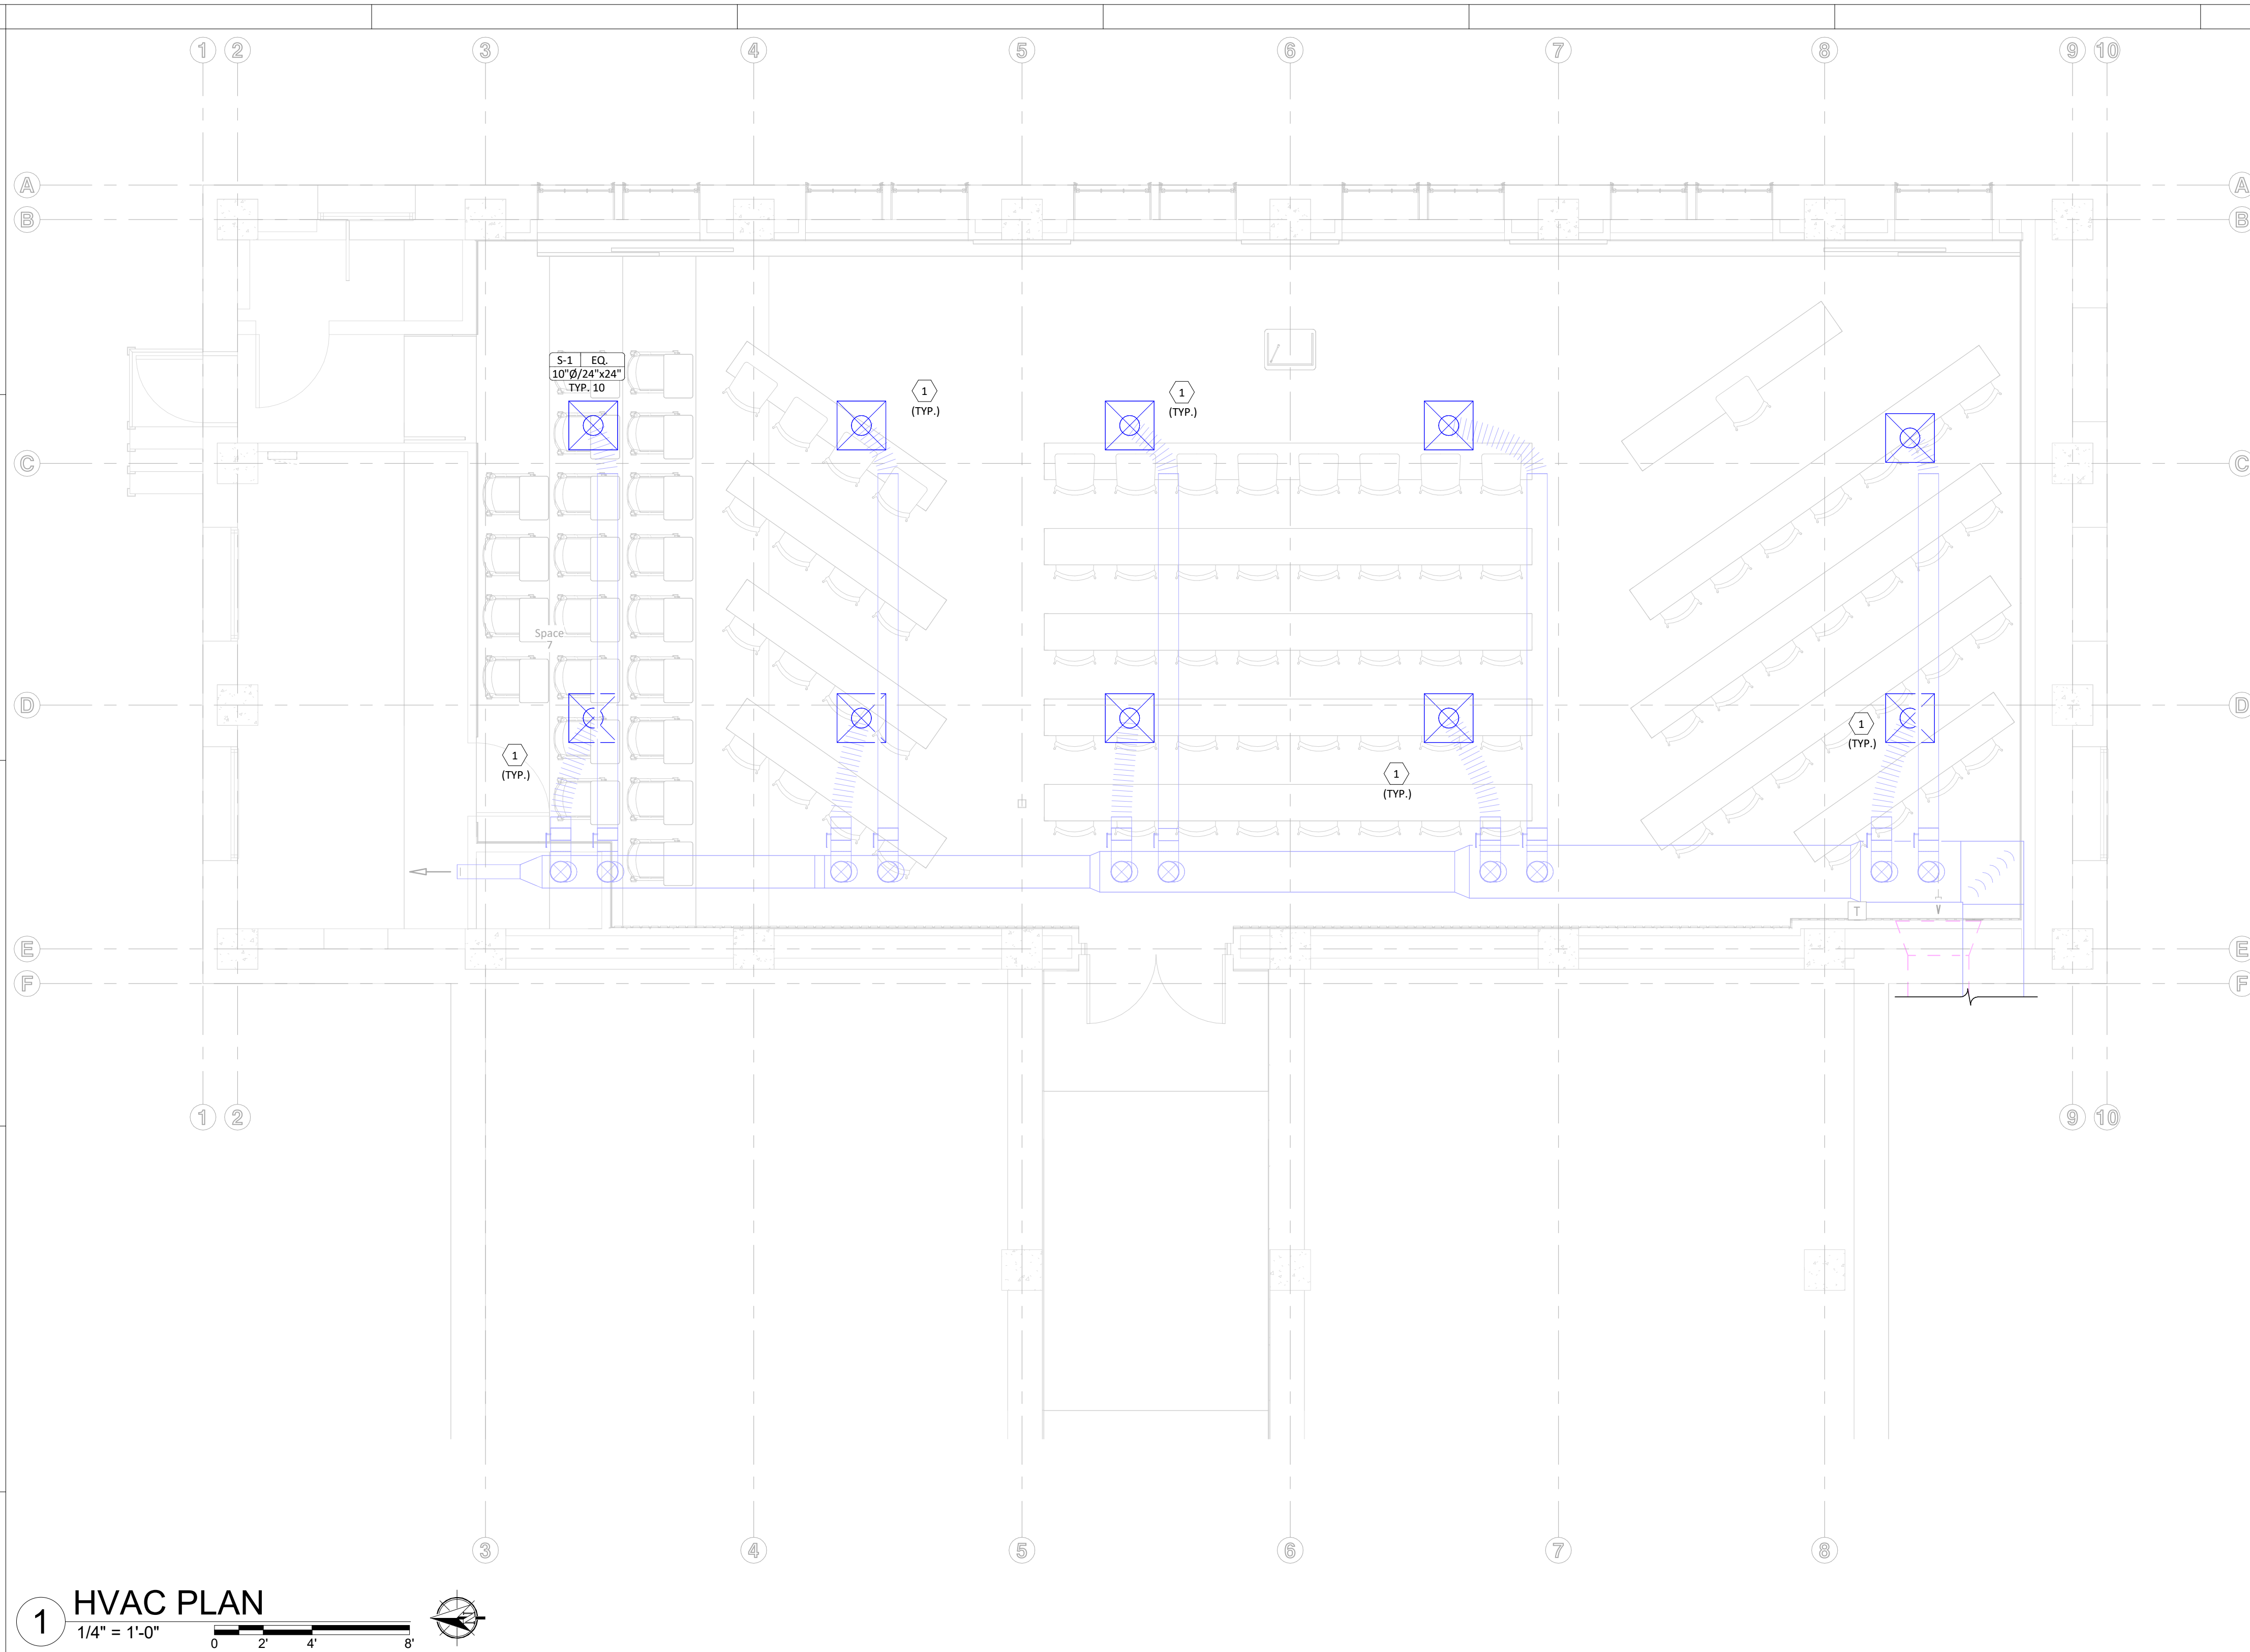 1 2 3 4 5 6 7 8 9 10
A A
B B
S-1 EQ.
10"Ø/24"x24"
TYP. 10
1
(TYP.)
1
(TYP.)
C C
Space
7
D D
1
(TYP.)
1
(TYP.)
1
(TYP.)
T
E E
F F
1 2 9 10
3 4 5 6 7 8
1 HVAC PLAN
1/4" = 1'-0"
0 2' 4' 8'
N